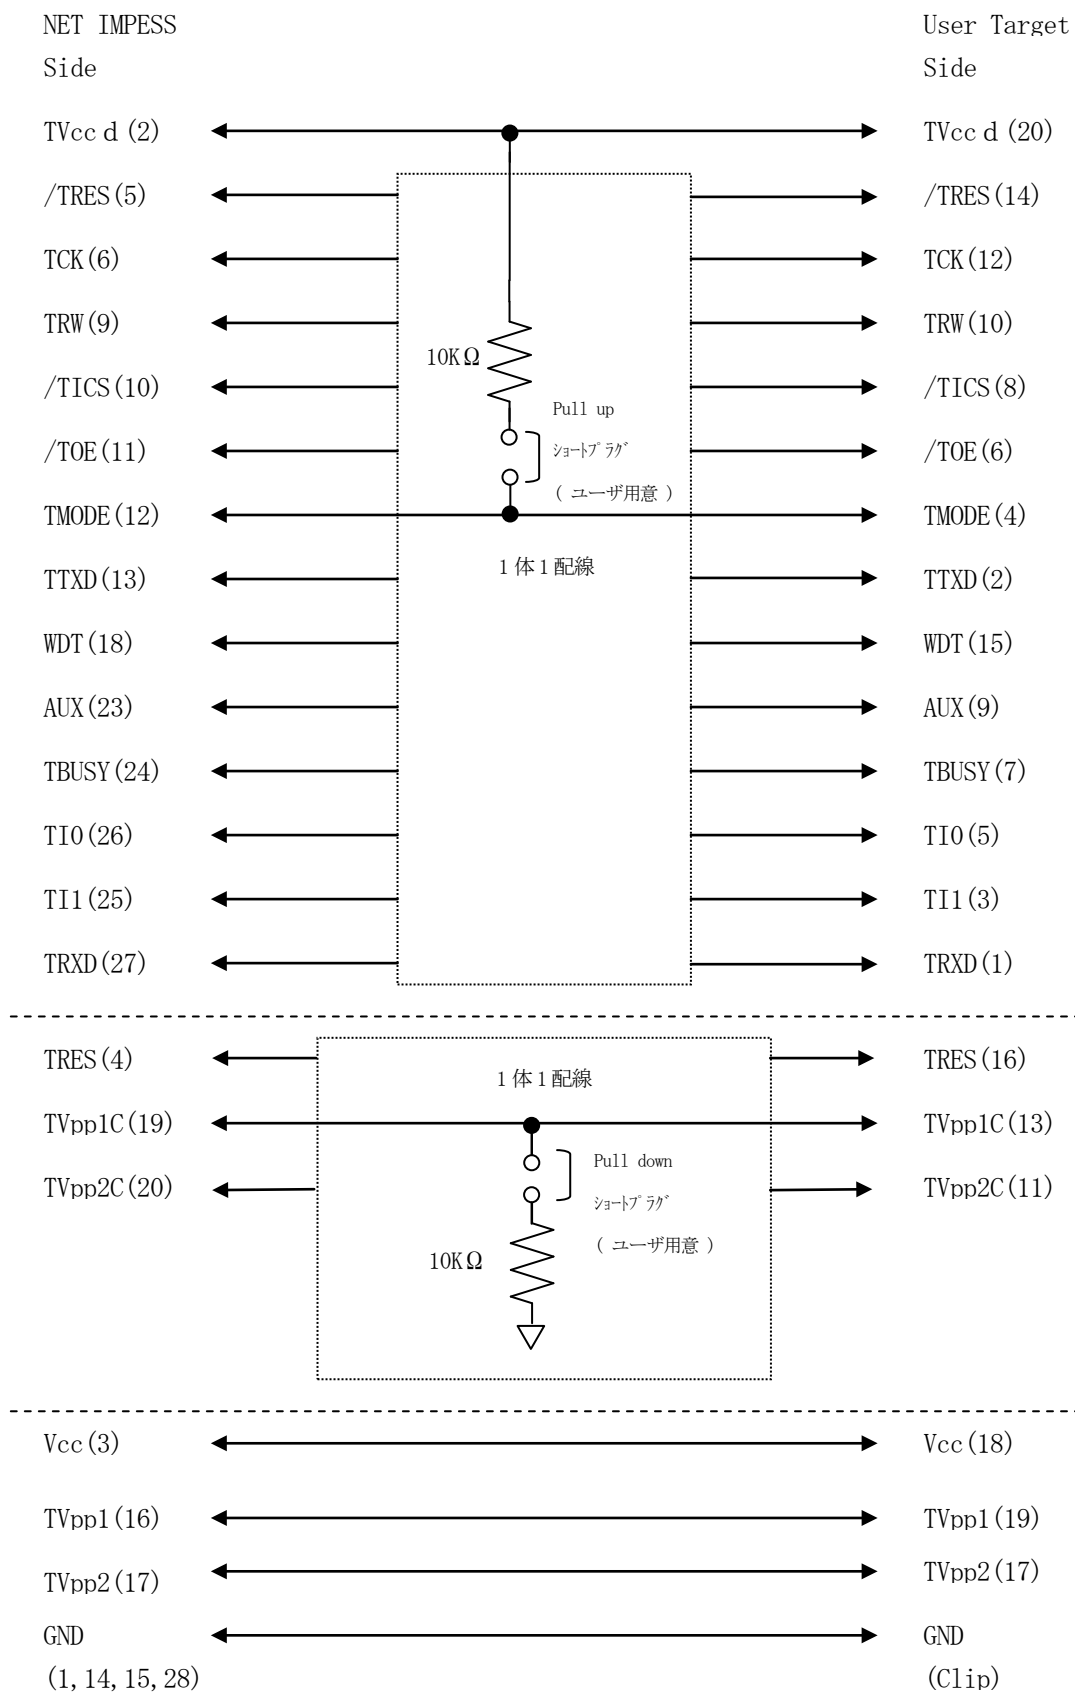 NET IMPESS User Target
Side Side
TVccｄ(2) TVccｄ(20)
/TRES(5) /TRES(14)
TCK(6) TCK(12)
TRW(9) TRW(10)
10KΩ
/TICS(10) /TICS(8)
Pull up
/TOE(11) ｼｮｰﾄﾌﾟﾗｸﾞ /TOE(6)
( ユーザ用意 )
TMODE(12) TMODE(4)
1体1配線
TTXD(13) TTXD(2)
WDT(18) WDT(15)
AUX(23) AUX(9)
TBUSY(24) TBUSY(7)
TIO(26) TIO(5)
TI1(25) TI1(3)
TRXD(27) TRXD(1)
TRES(4) TRES(16)
1体1配線
TVpp1C(19) TVpp1C(13)
Pull down
TVpp2C(20) TVpp2C(11)
ｼｮｰﾄﾌﾟﾗｸﾞ
( ユーザ用意 )
10KΩ
Vcc(3) Vcc(18)
TVpp1(16) TVpp1(19)
TVpp2(17) TVpp2(17)
GND GND
(1,14,15,28) (Clip)